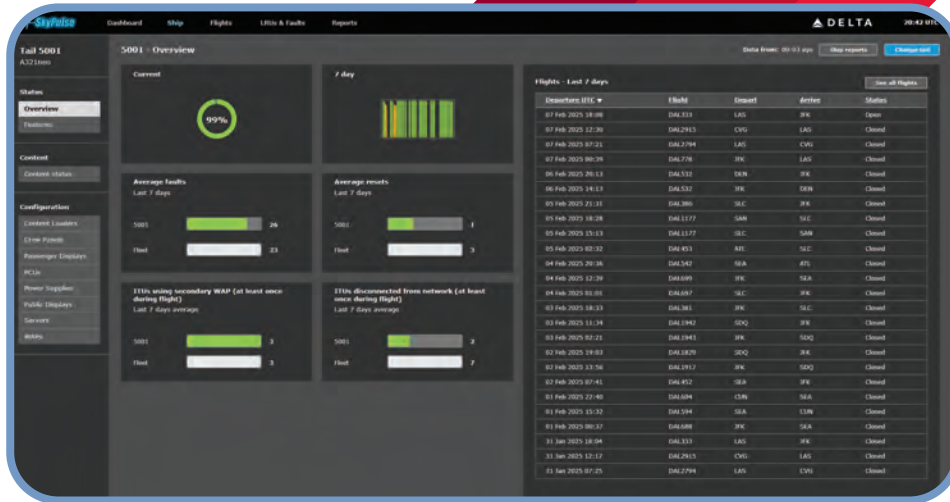 SkyPulse
Dashboard Ship Flights LRUs & Faults Reports
DELTA 20:42 UTC
Tail 5001
A321neo
5001 - Overview
Data from: 00:03 ago
Stop reports
Status
Overview
Features
Content
Content status
Configuration
Content Loaders
Crew Panels
Passenger Displays
PCUs
Power Supplies
Public Displays
Servers
WAPs
Current
99%
7 day
Average faults
Last 7 days
5001 26
Fleet 23
Average resets
Last 7 days
5001 1
Fleet 3
ITUs using secondary WAP (at least once
during flight)
Last 7 days average
5001 3
Fleet 3
ITUs disconnected from network (at least
once during flight)
Last 7 days average
5001 2
Fleet 7
Flights - Last 7 days
See all flights
Departure UTC ▼ Flight Depart Arrive Status
07 Feb 2025 18:08 DAL333 LAS JFK Open
07 Feb 2025 12:30 DAL2915 CVG LAS Closed
07 Feb 2025 07:21 DAL2794 LAS CVG Closed
07 Feb 2025 00:39 DAL778 JFK LAS Closed
06 Feb 2025 20:13 DAL532 DEN JFK Closed
06 Feb 2025 14:13 DAL532 JFK DEN Closed
05 Feb 2025 21:31 DAL386 SLC JFK Closed
05 Feb 2025 18:28 DAL1177 SAN SLC Closed
05 Feb 2025 15:13 DAL1177 SLC SAN Closed
05 Feb 2025 02:32 DAL453 ATL SLC Closed
04 Feb 2025 20:36 DAL542 SEA ATL Closed
04 Feb 2025 12:39 DAL699 JFK SEA Closed
04 Feb 2025 01:01 DAL697 SLC JFK Closed
03 Feb 2025 18:33 DAL381 JFK SLC Closed
03 Feb 2025 11:34 DAL1942 SDQ JFK Closed
03 Feb 2025 02:21 DAL1943 JFK SDQ Closed
02 Feb 2025 19:03 DAL1829 SDQ JFK Closed
02 Feb 2025 13:56 DAL1917 JFK SDQ Closed
02 Feb 2025 07:41 DAL452 SEA JFK Closed
01 Feb 2025 22:40 DAL604 CUN SEA Closed
01 Feb 2025 15:32 DAL594 SEA CUN Closed
01 Feb 2025 00:37 DAL688 JFK SEA Closed
31 Jan 2025 18:04 DAL333 LAS JFK Closed
31 Jan 2025 12:17 DAL2915 CVG LAS Closed
31 Jan 2025 07:25 DAL2794 LAS CVG Closed